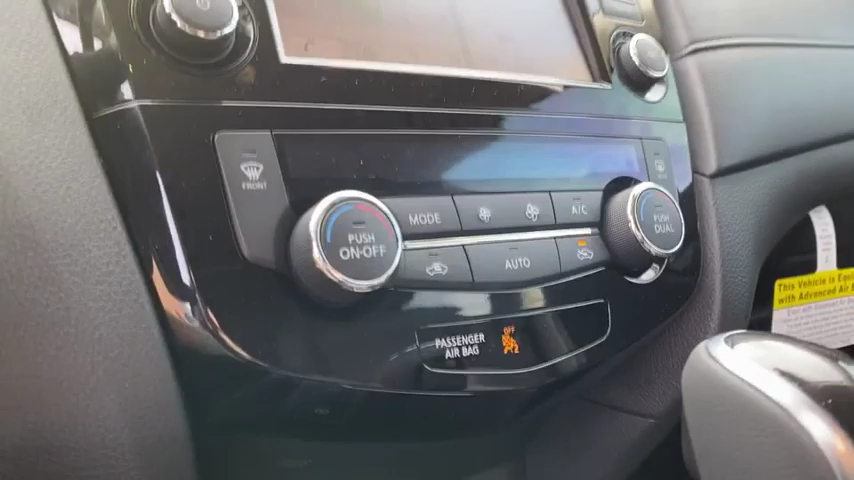 FRONT
MODE
A/C
PUSH
ON·OFF
PUSH
DUAL
AUTO
PASSENGER
AIR BAG
OFF
This Vehicle is Equi
with Advanced Air B